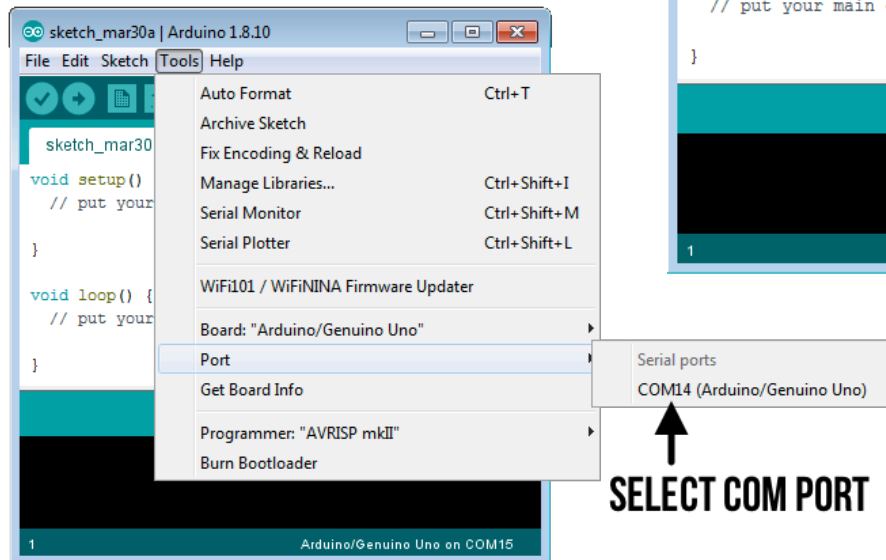 sketch_mar30a | Arduino 1.8.10
File Edit Sketch Tools Help
sketch_mar30
void setup()
// put your
}
void loop() {
// put your
}
1
Arduino/Genuino Uno on COM15
Auto Format Ctrl+T
Archive Sketch
Fix Encoding & Reload
Manage Libraries... Ctrl+Shift+I
Serial Monitor Ctrl+Shift+M
Serial Plotter Ctrl+Shift+L
WiFi101 / WiFiNINA Firmware Updater
Board: "Arduino/Genuino Uno"
Port
Get Board Info
Programmer: "AVRISP mkII"
Burn Bootloader
Serial ports
COM14 (Arduino/Genuino Uno)
SELECT COM PORT
// put your main
}
1